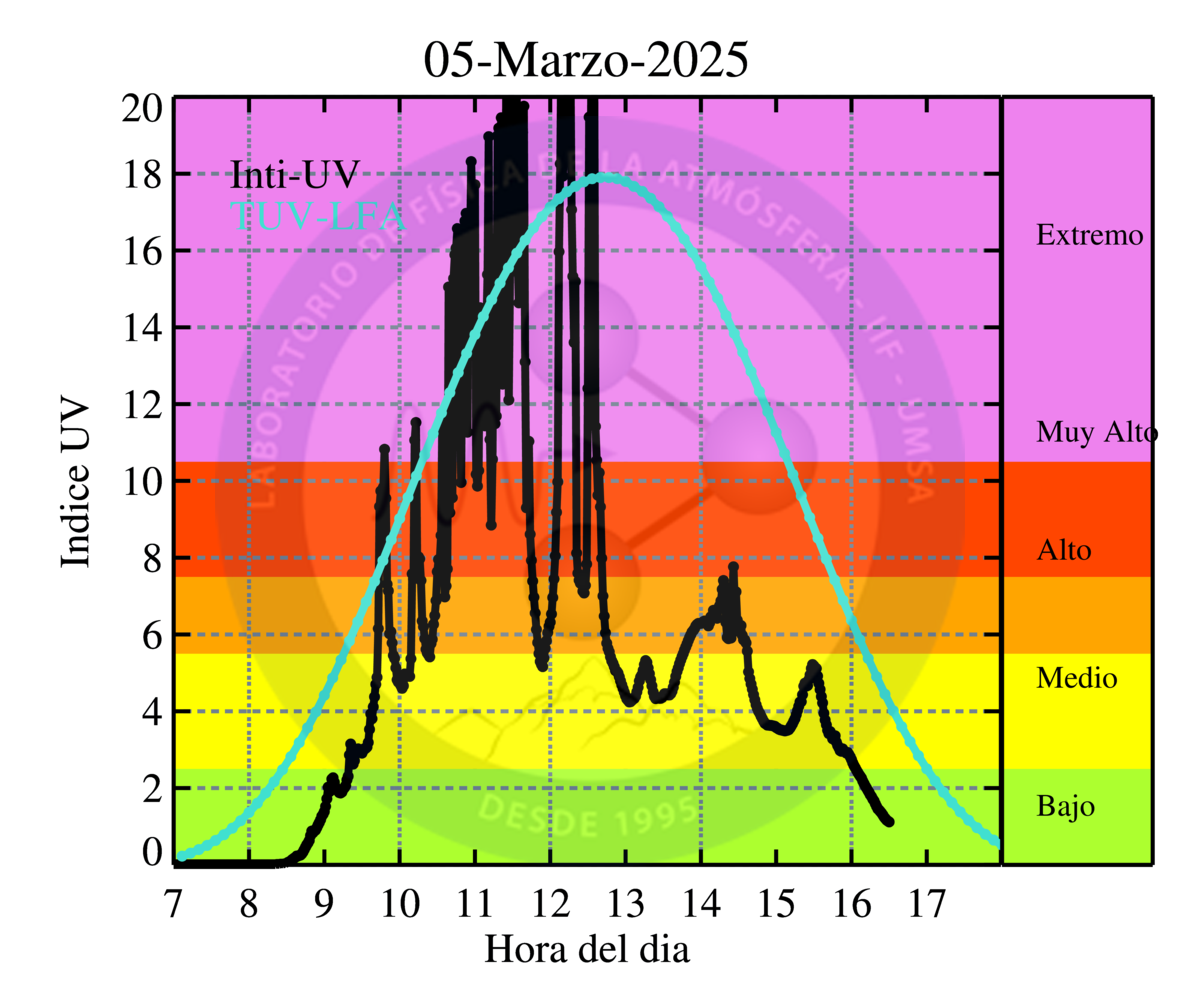 05-Marzo-2025
Indice UV
20
18
16
14
12
10
8
6
4
2
0
Inti-UV
TUV-LFA
LABORATORIO DE FÍSICA DE LA ATMÓSFERA - IIF - UMSA
DESDE 1995
Extremo
Muy Alto
Alto
Medio
Bajo
7 8 9 10 11 12 13 14 15 16 17
Hora del dia